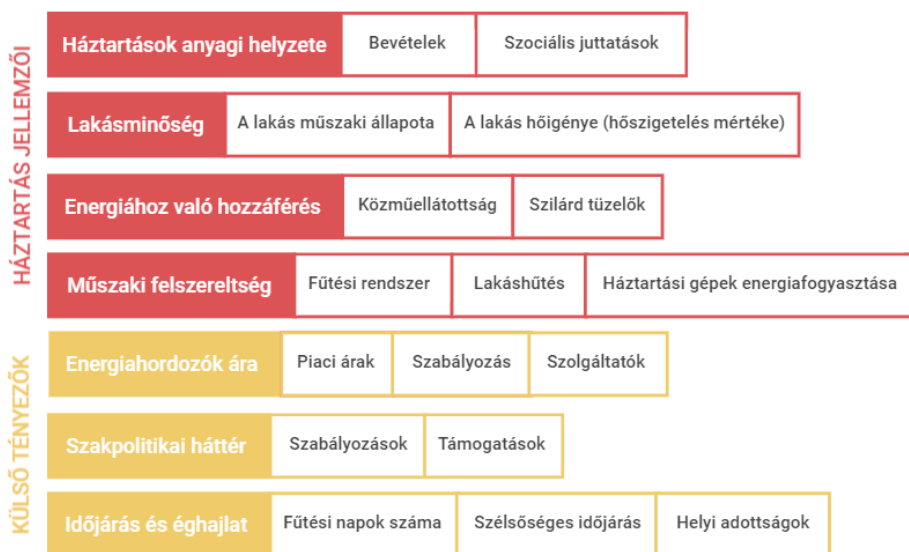 HÁZTARTÁS JELLEMZŐI
Háztartások anyagi helyzete Bevételek Szociális juttatások
Lakásminőség A lakás műszaki állapota A lakás hőigénye (hőszigetelés mértéke)
Energiához való hozzáférés Közműellátottság Szilárd tüzelők
Műszaki felszereltség Fűtési rendszer Lakáshűtés Háztartási gépek energiafogyasztása
KÜLSŐ TÉNYEZŐK
Energiahordozók ára Piaci árak Szabályozás Szolgáltatók
Szakpolitikai háttér Szabályozások Támogatások
Időjárás és éghajlat Fűtési napok száma Szélsőséges időjárás Helyi adottságok